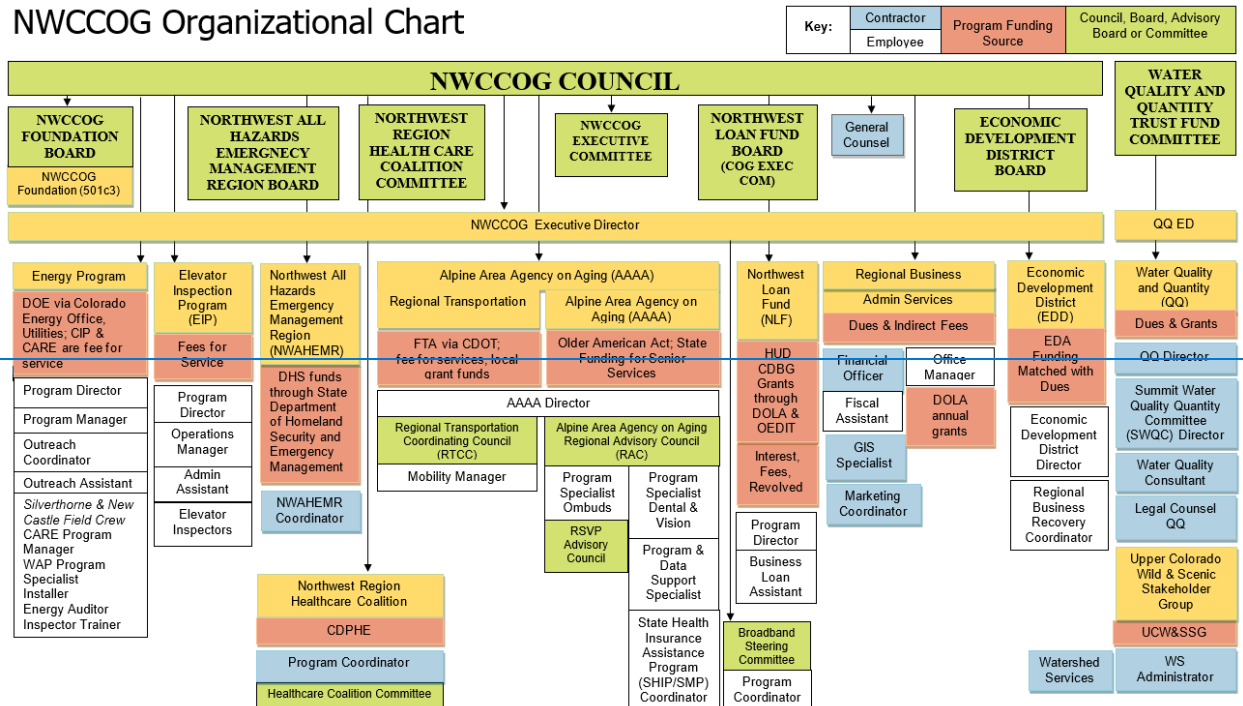 NWCCOG Organizational Chart
Key:
Contractor
Employee
Program Funding
Source
Council, Board, Advisory
Board or Committee
NWCCOG COUNCIL
WATER
QUALITY AND
QUANTITY
TRUST FUND
COMMITTEE
NWCCOG
FOUNDATION
BOARD
NWCCOG
Foundation (501c3)
NORTHWEST ALL
HAZARDS
EMERGNECY
MANAGEMENT
REGION BOARD
NORTHWEST
REGION
HEALTH CARE
COALITION
COMMITTEE
NWCCOG
EXECUTIVE
COMMITTEE
NORTHWEST
LOAN FUND
BOARD
(COG EXEC
COM)
General
Counsel
ECONOMIC
DEVELOPMENT
DISTRICT
BOARD
NWCCOG Executive Director
QQ ED
Energy Program
DOE via Colorado
Energy Office,
Utilities; CIP &
CARE are fee for
service
Program Director
Program Manager
Outreach
Coordinator
Outreach Assistant
Silverthorne & New
Castle Field Crew
CARE Program
Manager
WAP Program
Specialist
Installer
Energy Auditor
Inspector Trainer
Elevator
Inspection
Program
(EIP)
Fees for
Service
Program
Director
Operations
Manager
Admin
Assistant
Elevator
Inspectors
Northwest All
Hazards
Emergency
Management
Region
(NWAHEMR)
DHS funds
through State
Department
of Homeland
Security and
Emergency
Management
NWAHEMR
Coordinator
Northwest Region
Healthcare Coalition
CDPHE
Program Coordinator
Healthcare Coalition Committee
Alpine Area Agency on Aging (AAAA)
Regional Transportation
FTA via CDOT;
fee for services, local
grant funds
Alpine Area Agency on
Aging (AAAA)
Older American Act; State
Funding for Senior
Services
AAAA Director
Regional Transportation
Coordinating Council
(RTCC)
Mobility Manager
Alpine Area Agency on Aging
Regional Advisory Council
(RAC)
Program
Specialist
Ombuds
RSVP
Advisory
Council
Program
Specialist
Dental &
Vision
Program &
Data
Support
Specialist
State Health
Insurance
Assistance
Program
(SHIP/SMP)
Coordinator
Northwest
Loan
Fund
(NLF)
HUD
CDBG
Grants
through
DOLA &
OEDIT
Interest,
Fees,
Revolved
Program
Director
Business
Loan
Assistant
Broadband
Steering
Committee
Program
Coordinator
Regional Business
Admin Services
Dues & Indirect Fees
Financial
Officer
Fiscal
Assistant
GIS
Specialist
Marketing
Coordinator
Office
Manager
DOLA
annual
grants
Economic
Development
District
(EDD)
EDA
Funding
Matched with
Dues
Economic
Development
District
Director
Regional
Business
Recovery
Coordinator
Water Quality
and Quantity
(QQ)
Dues & Grants
QQ Director
Summit Water
Quality Quantity
Committee
(SWQC) Director
Water Quality
Consultant
Legal Counsel
QQ
Upper Colorado
Wild & Scenic
Stakeholder
Group
UCW&SSG
Watershed
Services
WS
Administrator